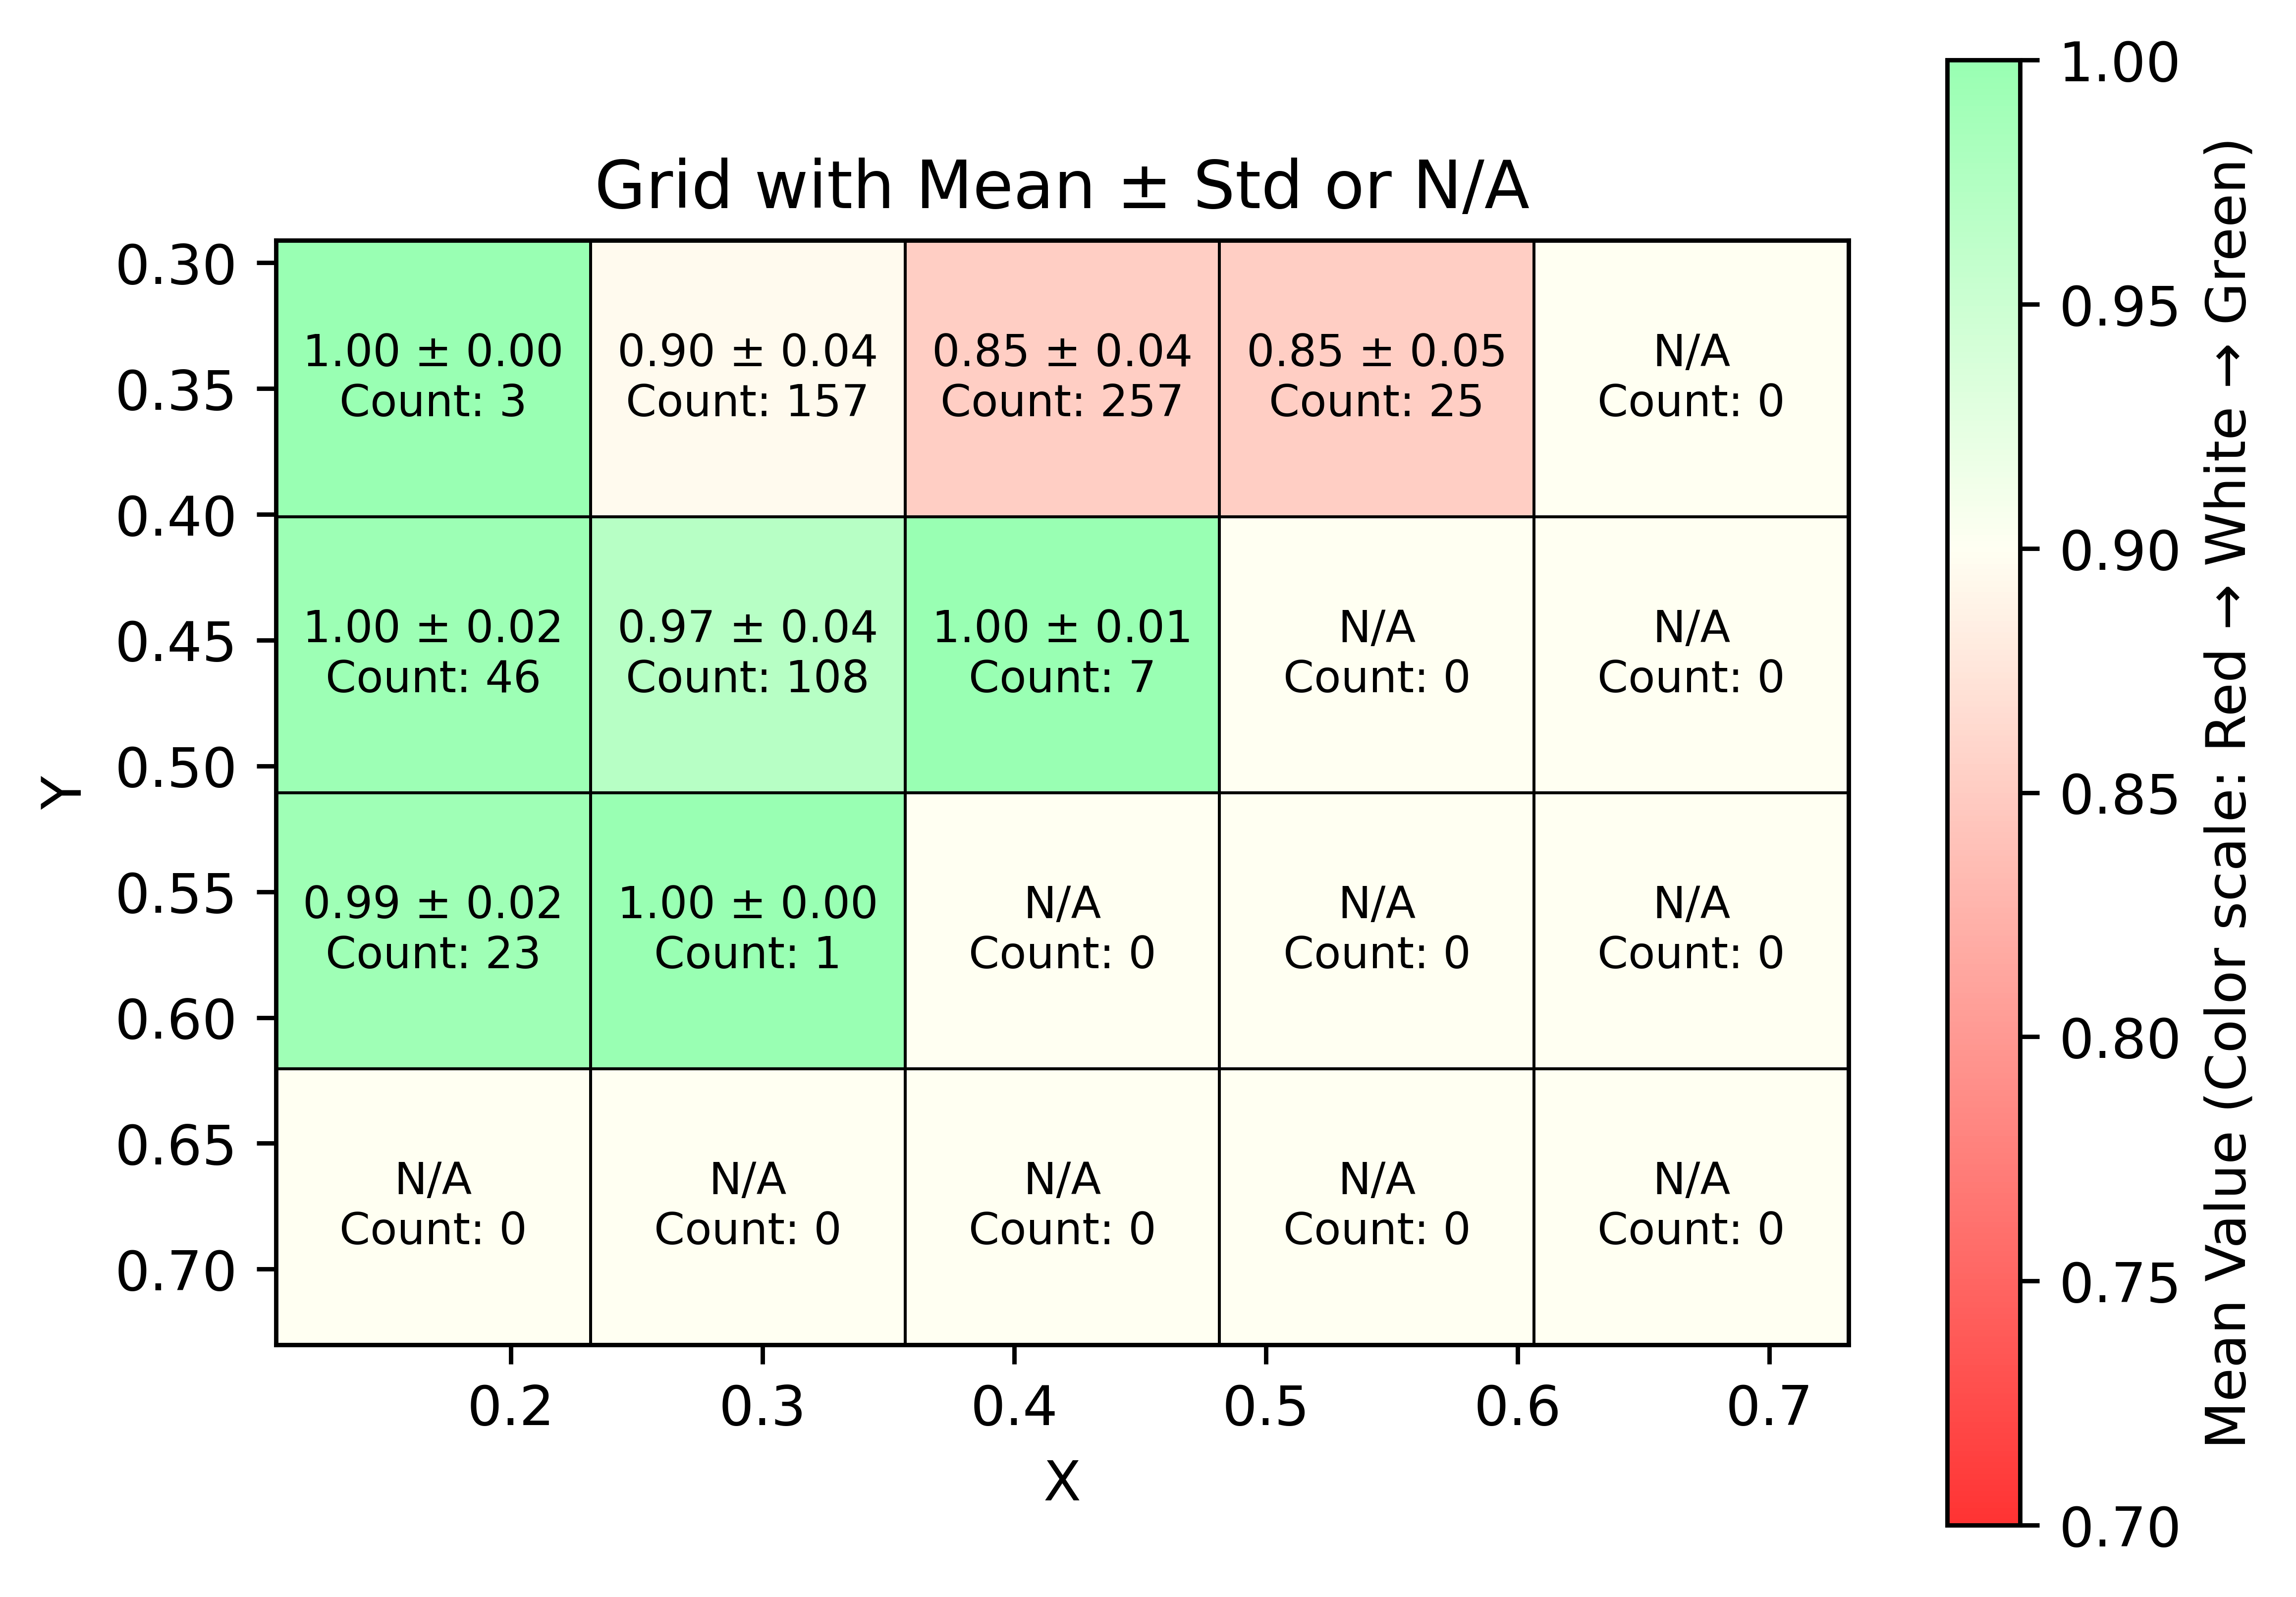 Grid with Mean ± Std or N/A
1.00
0.95
0.90
0.85
0.80
0.75
0.70
Mean Value (Color scale: Red → White → Green)
0.30
0.35
0.40
0.45
0.50
0.55
0.60
0.65
0.70
Y
1.00 ± 0.00
Count: 3
0.90 ± 0.04
Count: 157
0.85 ± 0.04
Count: 257
0.85 ± 0.05
Count: 25
N/A
Count: 0
1.00 ± 0.02
Count: 46
0.97 ± 0.04
Count: 108
1.00 ± 0.01
Count: 7
N/A
Count: 0
N/A
Count: 0
0.99 ± 0.02
Count: 23
1.00 ± 0.00
Count: 1
N/A
Count: 0
N/A
Count: 0
N/A
Count: 0
N/A
Count: 0
N/A
Count: 0
N/A
Count: 0
N/A
Count: 0
N/A
Count: 0
0.2
0.3
0.4
0.5
0.6
0.7
X